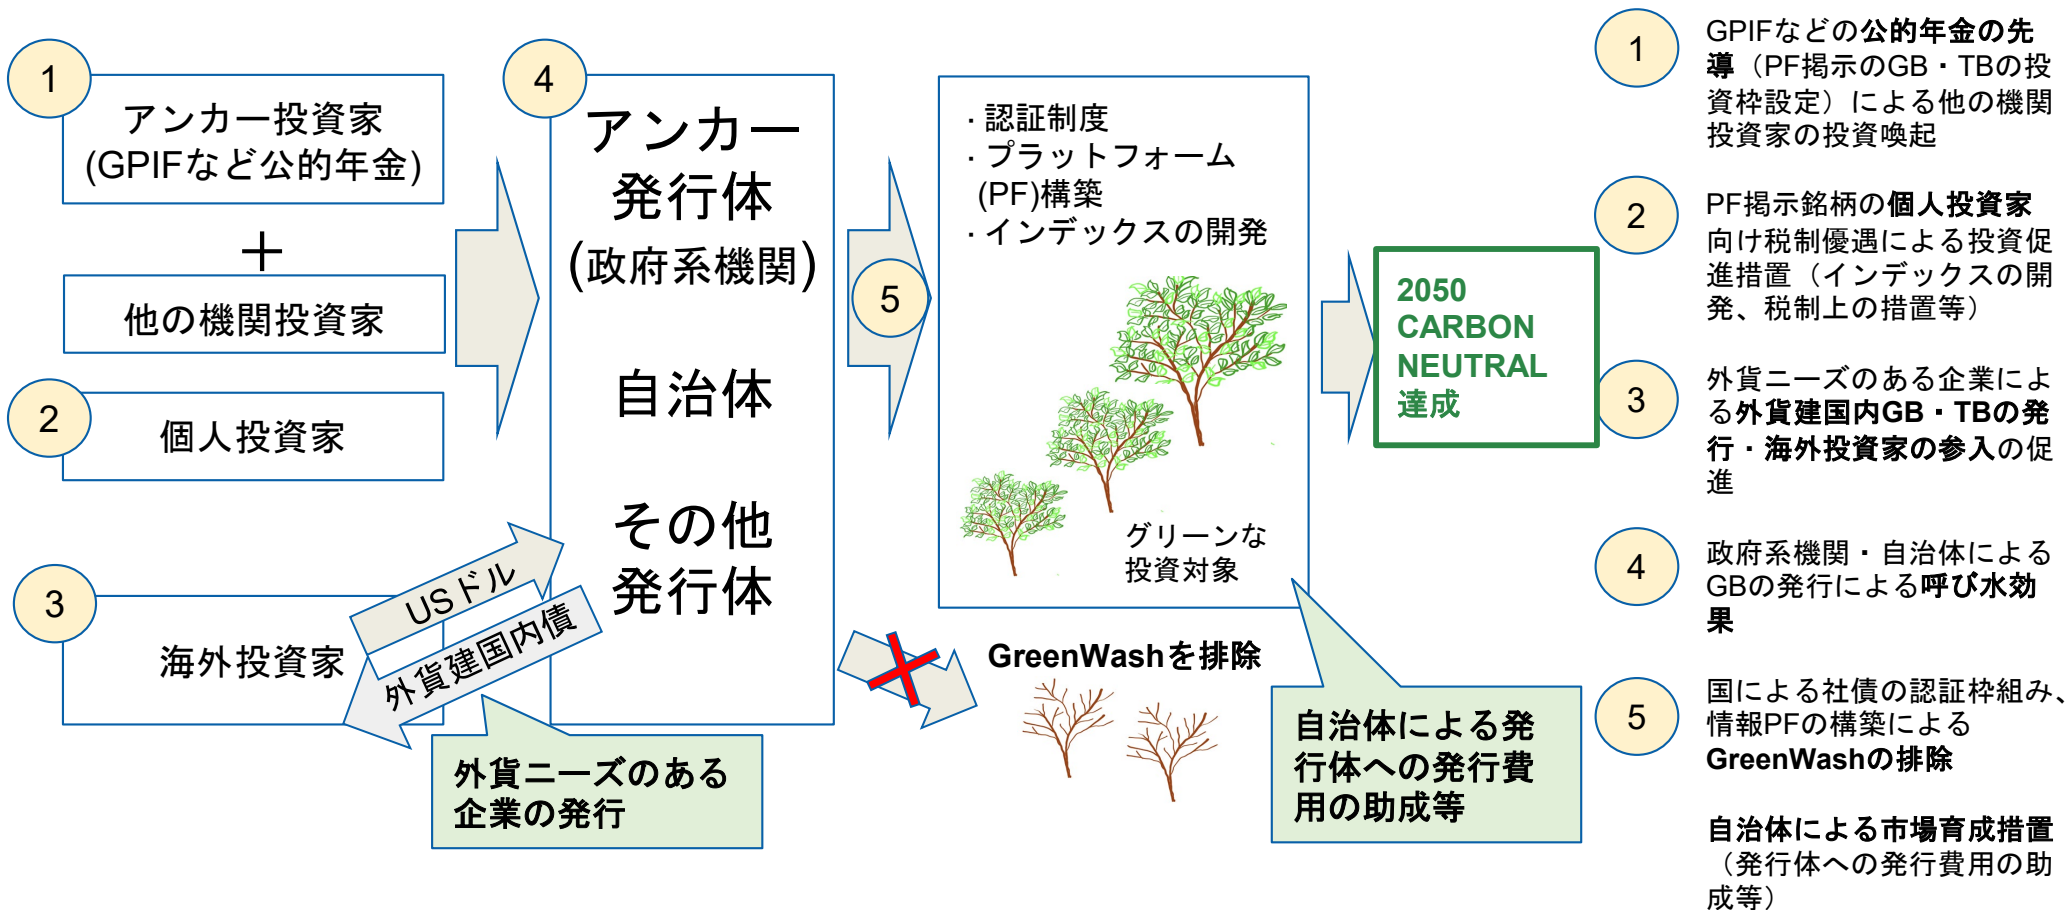 1
アンカー投資家
(GPIFなど公的年金)
＋
他の機関投資家
2
個人投資家
3
海外投資家
USドル
外貨建国内債
外貨ニーズのある
企業の発行
4
アンカー
発行体
(政府系機関)
自治体
その他
発行体
5
・認証制度
・プラットフォーム
(PF)構築
・インデックスの開発
グリーンな
投資対象
GreenWashを排除
自治体による発
行体への発行費
用の助成等
2050
CARBON
NEUTRAL
達成
1
GPIFなどの公的年金の先
導（PF掲示のGB・TBの投
資枠設定）による他の機関
投資家の投資喚起
2
PF掲示銘柄の個人投資家
向け税制優遇による投資促
進措置（インデックスの開
発、税制上の措置等）
3
外貨ニーズのある企業によ
る外貨建国内GB・TBの発
行・海外投資家の参入の促
進
4
政府系機関・自治体による
GBの発行による呼び水効
果
5
国による社債の認証枠組み、
情報PFの構築による
GreenWashの排除
自治体による市場育成措置
（発行体への発行費用の助
成等）